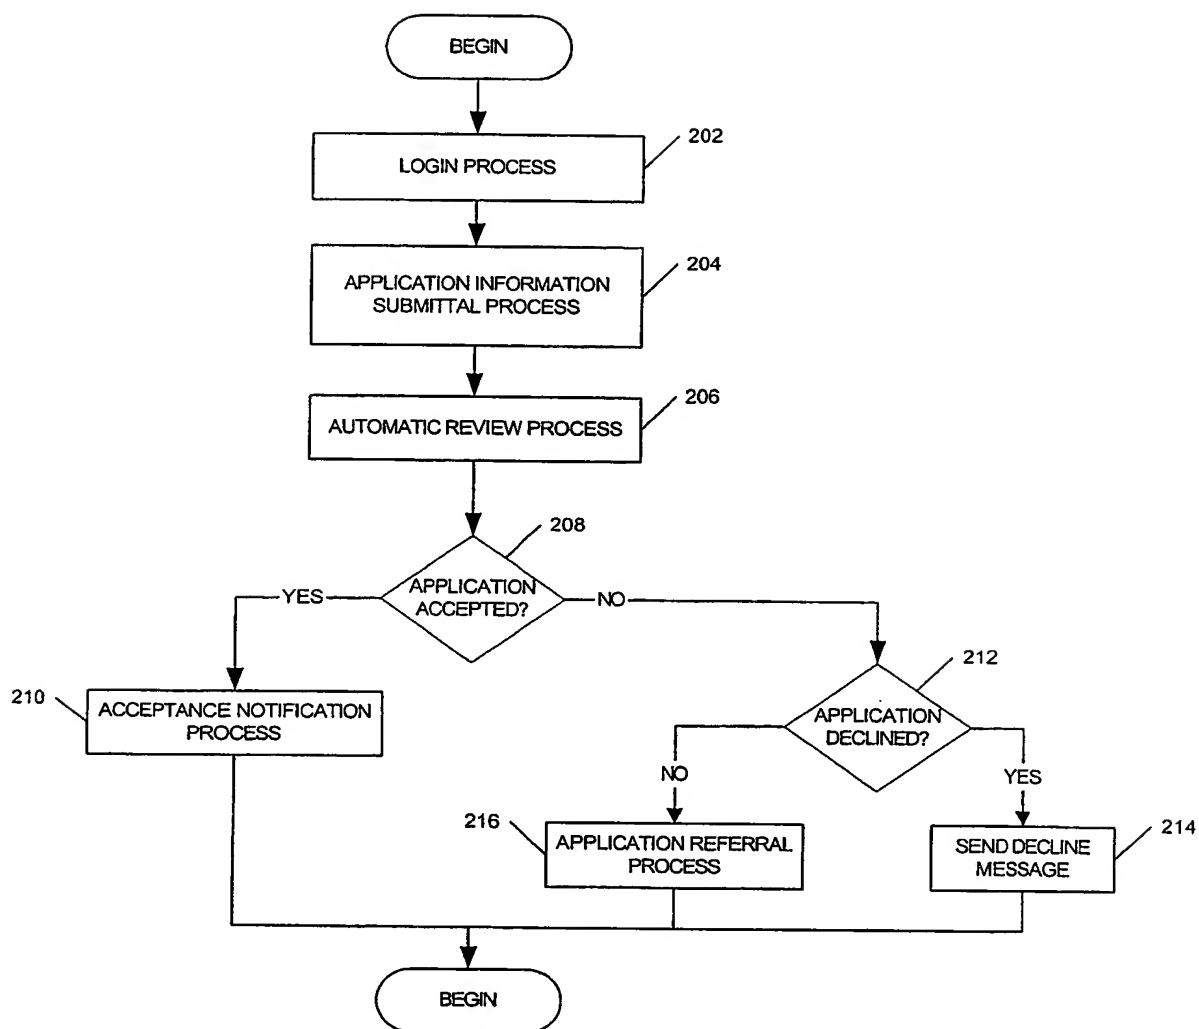 BEGIN
202
LOGIN PROCESS
204
APPLICATION INFORMATION
SUBMITTAL PROCESS
206
AUTOMATIC REVIEW PROCESS
208
APPLICATION
ACCEPTED?
YES
NO
212
210
ACCEPTANCE NOTIFICATION
PROCESS
APPLICATION
DECLINED?
NO
YES
216
APPLICATION REFERRAL
PROCESS
214
SEND DECLINE
MESSAGE
BEGIN